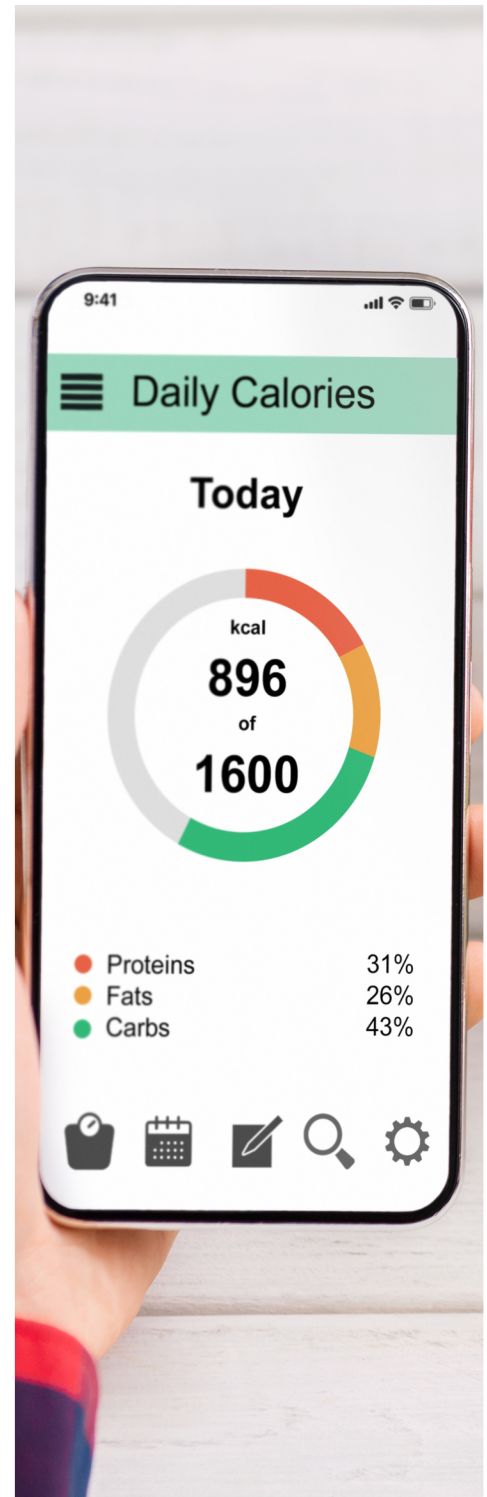 9:41
Daily Calories
Today
kcal
896
of
1600
Proteins 31%
Fats 26%
Carbs 43%